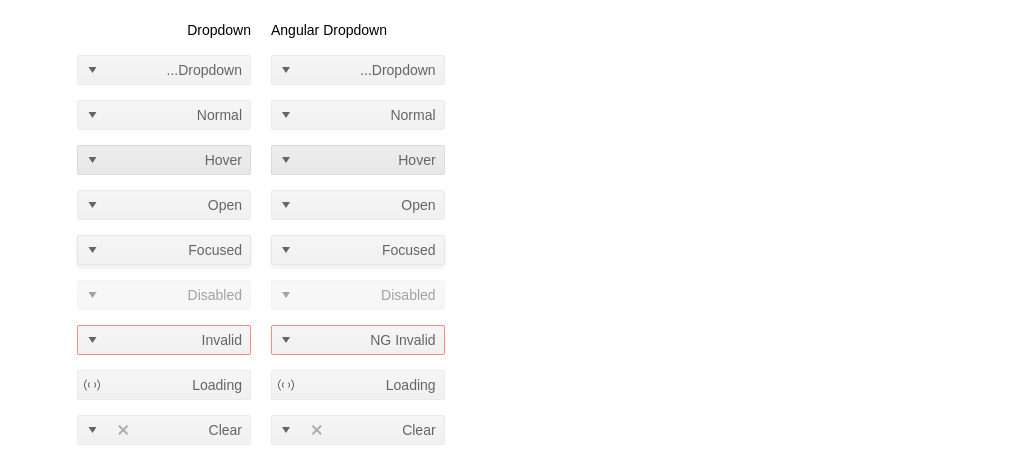 Dropdown Angular Dropdown
...Dropdown ...Dropdown
Normal Normal
Hover Hover
Open Open
Focused Focused
Disabled Disabled
Invalid NG Invalid
Loading Loading
Clear Clear